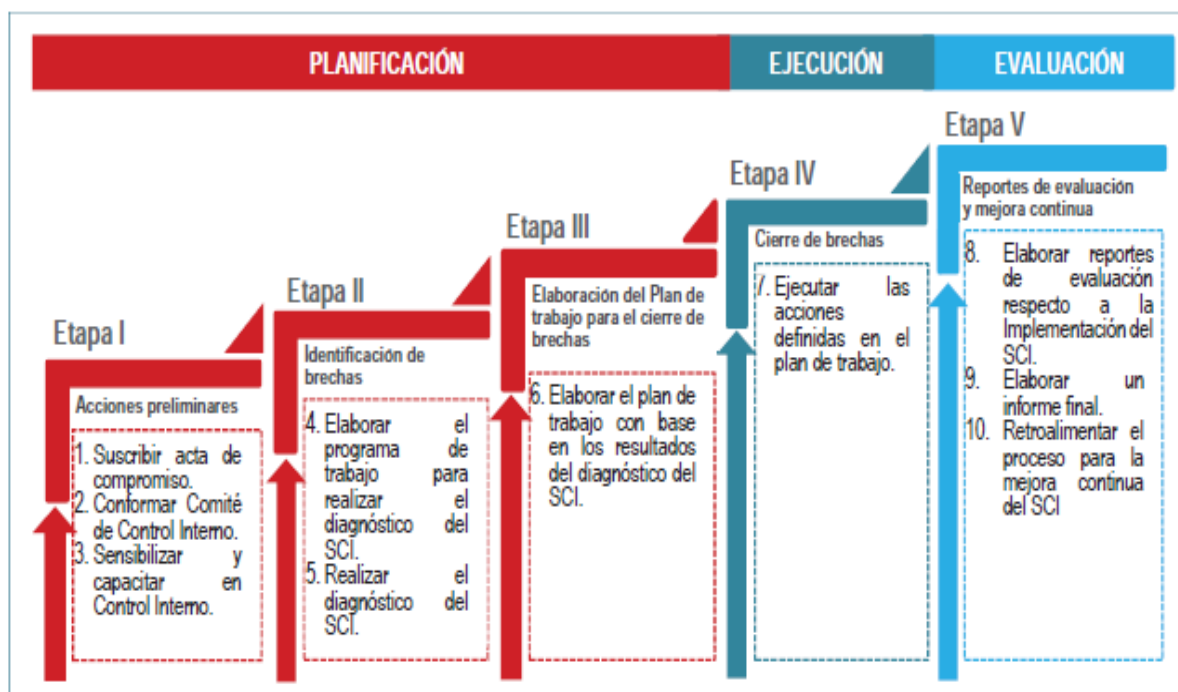 PLANIFICACIÓN
EJECUCIÓN
EVALUACIÓN
Etapa I
Acciones preliminares
1. Suscribir acta de
compromiso.
2. Conformar Comité
de Control Interno.
3. Sensibilizar y
capacitar en
Control Interno.
Etapa II
Identificación de
brechas
4. Elaborar el
programa de
trabajo para
realizar el
diagnóstico del
SCI.
5. Realizar el
diagnóstico del
SCI.
Etapa III
Elaboración del Plan de
trabajo para el cierre de
brechas
6. Elaborar el plan de
trabajo con base
en los resultados
del diagnóstico del
SCI.
Etapa IV
Cierre de brechas
7. Ejecutar las
acciones
definidas en el
plan de trabajo.
Etapa V
Reportes de evaluación
y mejora continua
8. Elaborar reportes
de evaluación
respecto a la
Implementación del
SCI.
9. Elaborar un
informe final.
10. Retroalimentar el
proceso para la
mejora continua
del SCI